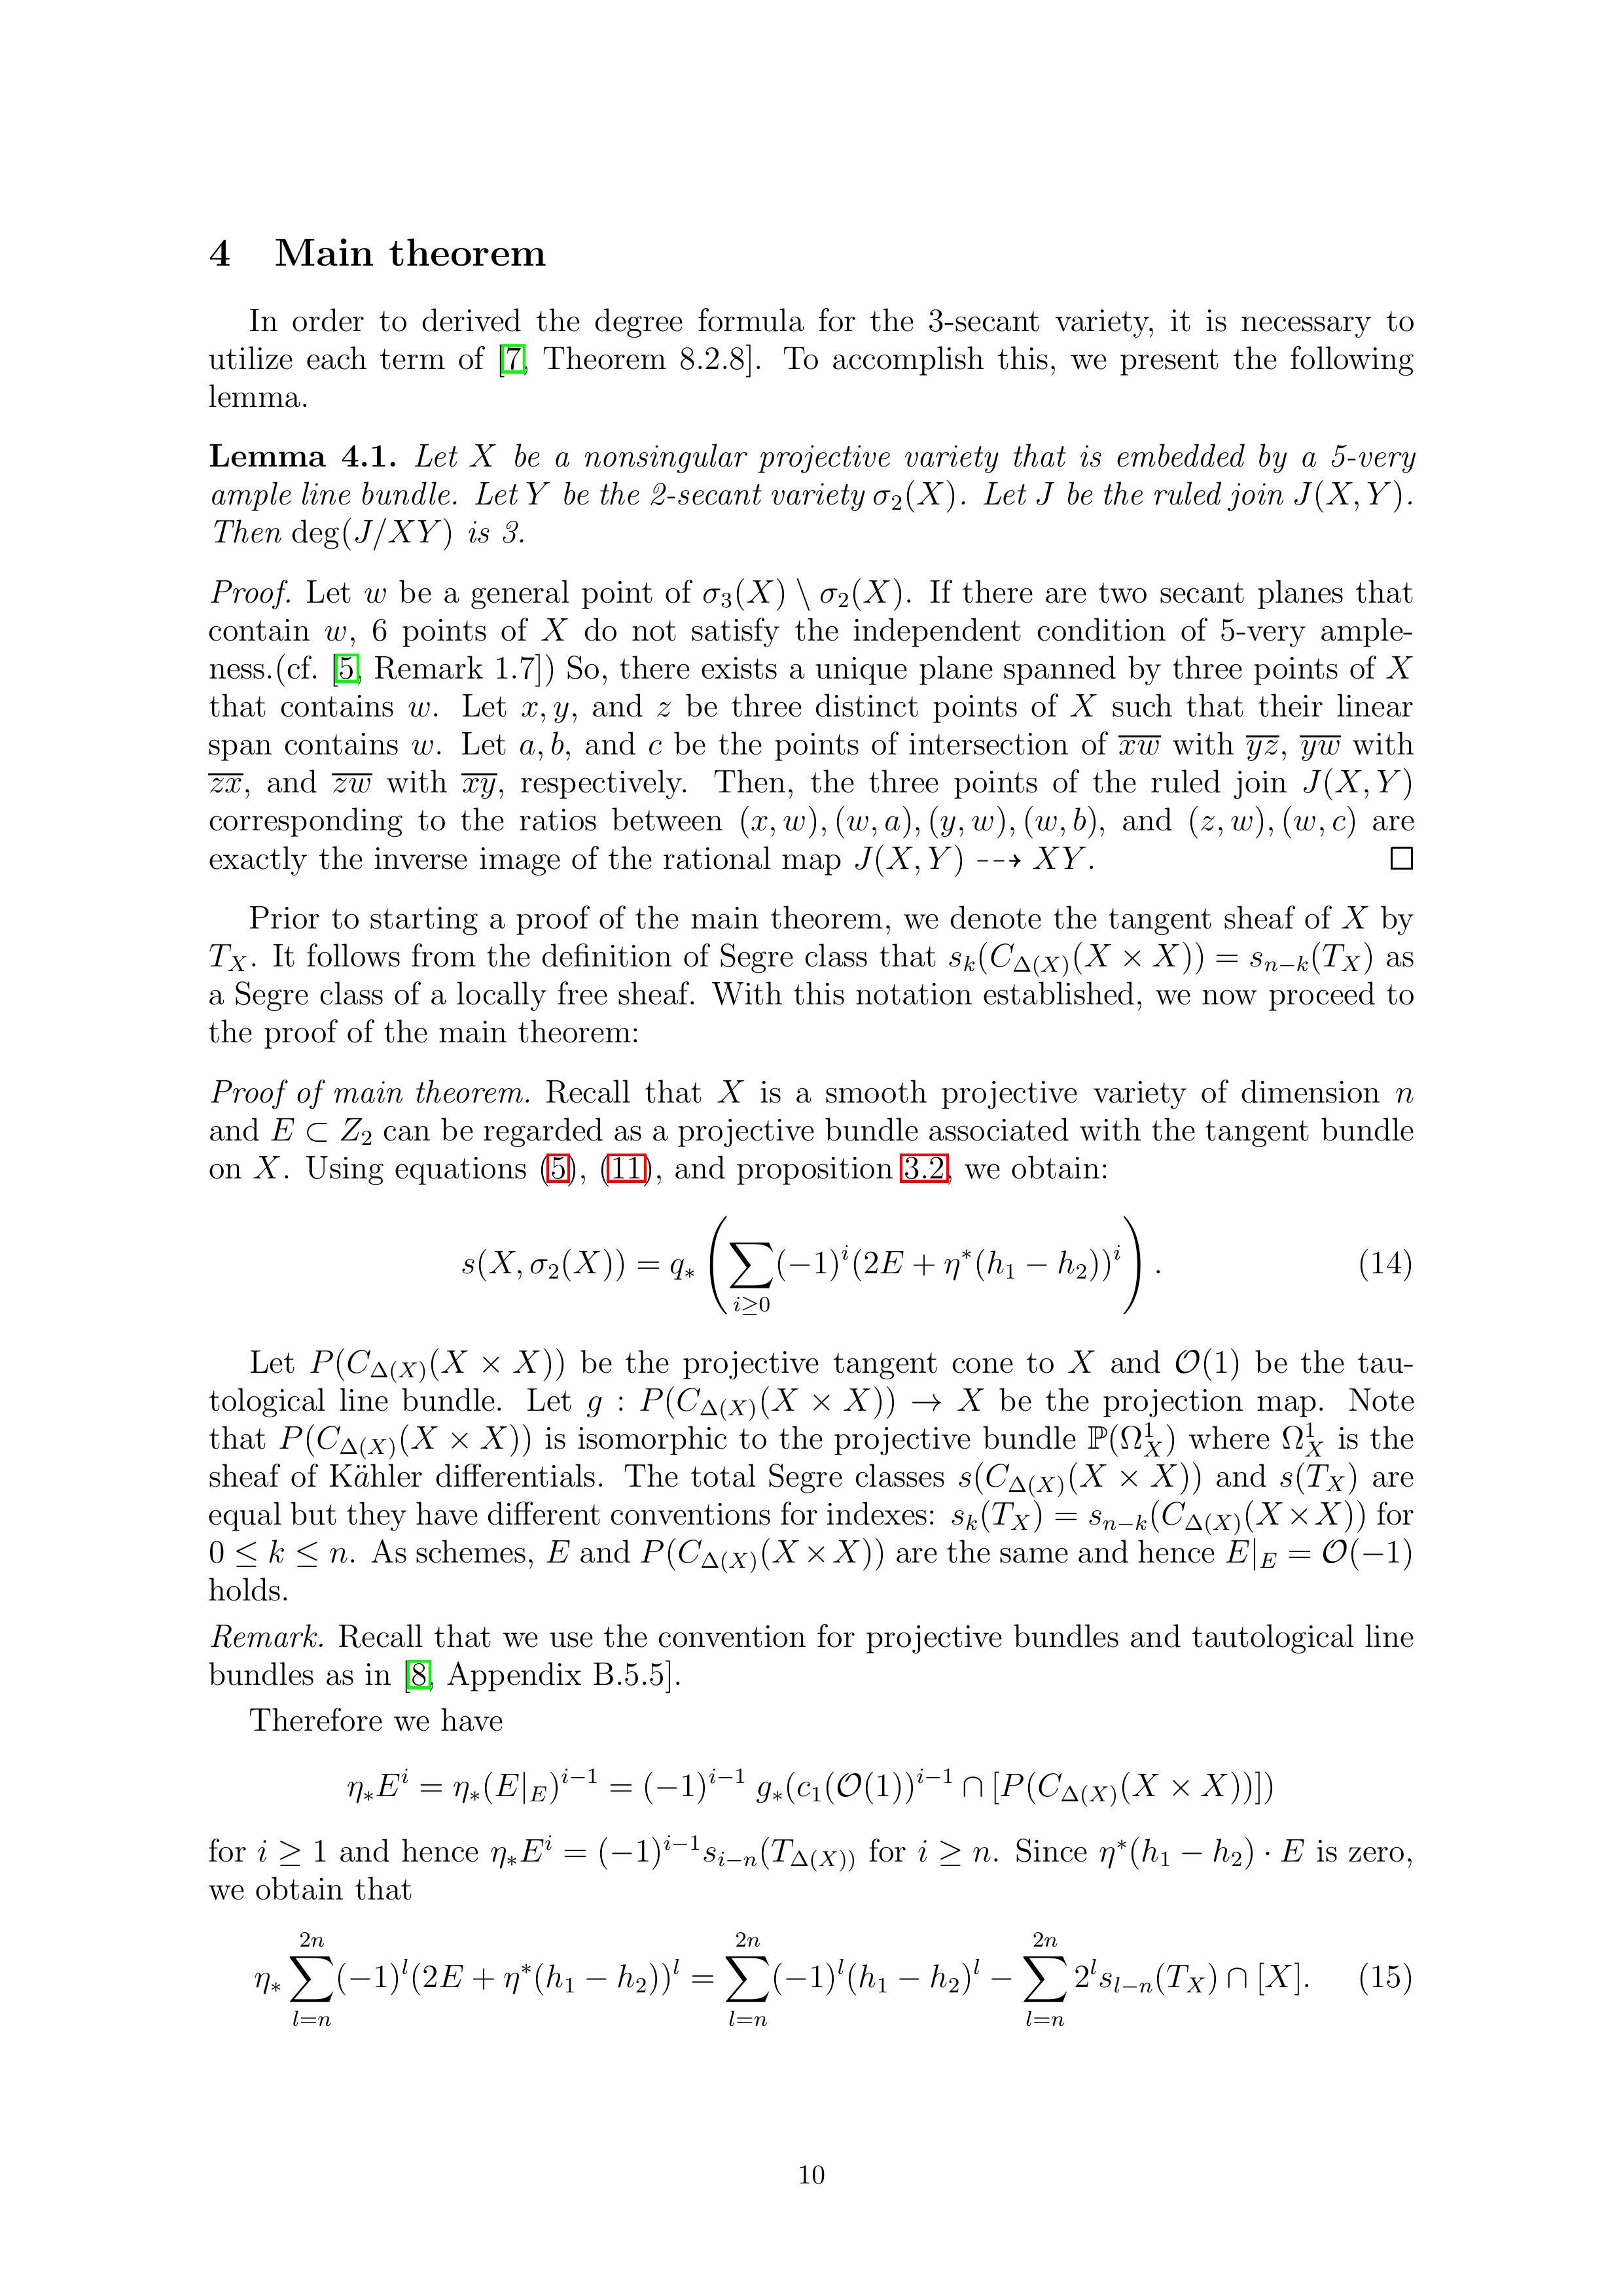 4 Main theorem
In order to derived the degree formula for the 3-secant variety, it is necessary to
utilize each term of [7, Theorem 8.2.8]. To accomplish this, we present the following
lemma.
Lemma 4.1. Let X be a nonsingular projective variety that is embedded by a 5-very
ample line bundle. Let Y be the 2-secant variety σ₂(X). Let J be the ruled join J(X, Y).
Then deg(J/XY) is 3.
Proof. Let w be a general point of σ₃(X) \ σ₂(X). If there are two secant planes that
contain w, 6 points of X do not satisfy the independent condition of 5-very ample-
ness.(cf. [5, Remark 1.7]) So, there exists a unique plane spanned by three points of X
that contains w. Let x, y, and z be three distinct points of X such that their linear
span contains w. Let a, b, and c be the points of intersection of $\overline{xw}$ with $\overline{yz}$, $\overline{yw}$ with
$\overline{zx}$, and $\overline{zw}$ with $\overline{xy}$, respectively. Then, the three points of the ruled join J(X, Y)
corresponding to the ratios between (x, w), (w, a), (y, w), (w, b), and (z, w), (w, c) are
exactly the inverse image of the rational map J(X, Y) ⇢ XY. □
Prior to starting a proof of the main theorem, we denote the tangent sheaf of X by
$T_X$. It follows from the definition of Segre class that $s_k(C_{\Delta(X)}(X \times X)) = s_{n-k}(T_X)$ as
a Segre class of a locally free sheaf. With this notation established, we now proceed to
the proof of the main theorem:
Proof of main theorem. Recall that X is a smooth projective variety of dimension n
and E ⊂ Z₂ can be regarded as a projective bundle associated with the tangent bundle
on X. Using equations (5), (11), and proposition 3.2, we obtain:
$s(X, \sigma_2(X)) = q_* \left( \sum_{i \geq 0} (-1)^i (2E + \eta^*(h_1 - h_2))^i \right).$ (14)
Let $P(C_{\Delta(X)}(X \times X))$ be the projective tangent cone to X and $\mathcal{O}(1)$ be the tau-
tological line bundle. Let $g : P(C_{\Delta(X)}(X \times X)) \to X$ be the projection map. Note
that $P(C_{\Delta(X)}(X \times X))$ is isomorphic to the projective bundle $\mathbb{P}(\Omega^1_X)$ where $\Omega^1_X$ is the
sheaf of Kähler differentials. The total Segre classes $s(C_{\Delta(X)}(X \times X))$ and $s(T_X)$ are
equal but they have different conventions for indexes: $s_k(T_X) = s_{n-k}(C_{\Delta(X)}(X \times X))$ for
$0 \leq k \leq n$. As schemes, E and $P(C_{\Delta(X)}(X \times X))$ are the same and hence $E|_E = \mathcal{O}(-1)$
holds.
Remark. Recall that we use the convention for projective bundles and tautological line
bundles as in [8, Appendix B.5.5].
Therefore we have
$\eta_* E^i = \eta_*(E|_E)^{i-1} = (-1)^{i-1} g_*(c_1(\mathcal{O}(1))^{i-1} \cap [P(C_{\Delta(X)}(X \times X))])$
for $i \geq 1$ and hence $\eta_* E^i = (-1)^{i-1} s_{i-n}(T_{\Delta(X)})$ for $i \geq n$. Since $\eta^*(h_1 - h_2) \cdot E$ is zero,
we obtain that
$\eta_* \sum_{l=n}^{2n} (-1)^l (2E + \eta^*(h_1 - h_2))^l = \sum_{l=n}^{2n} (-1)^l (h_1 - h_2)^l - \sum_{l=n}^{2n} 2^l s_{l-n}(T_X) \cap [X].$ (15)
10